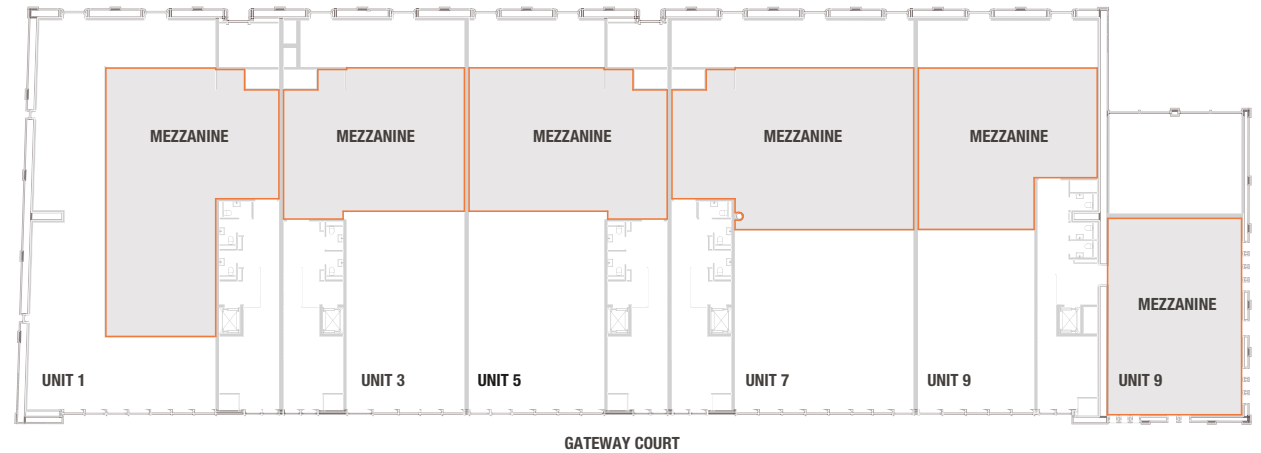 MEZZANINE
MEZZANINE
MEZZANINE
MEZZANINE
MEZZANINE
MEZZANINE
UNIT 1
UNIT 3
UNIT 5
UNIT 7
UNIT 9
UNIT 9
GATEWAY COURT